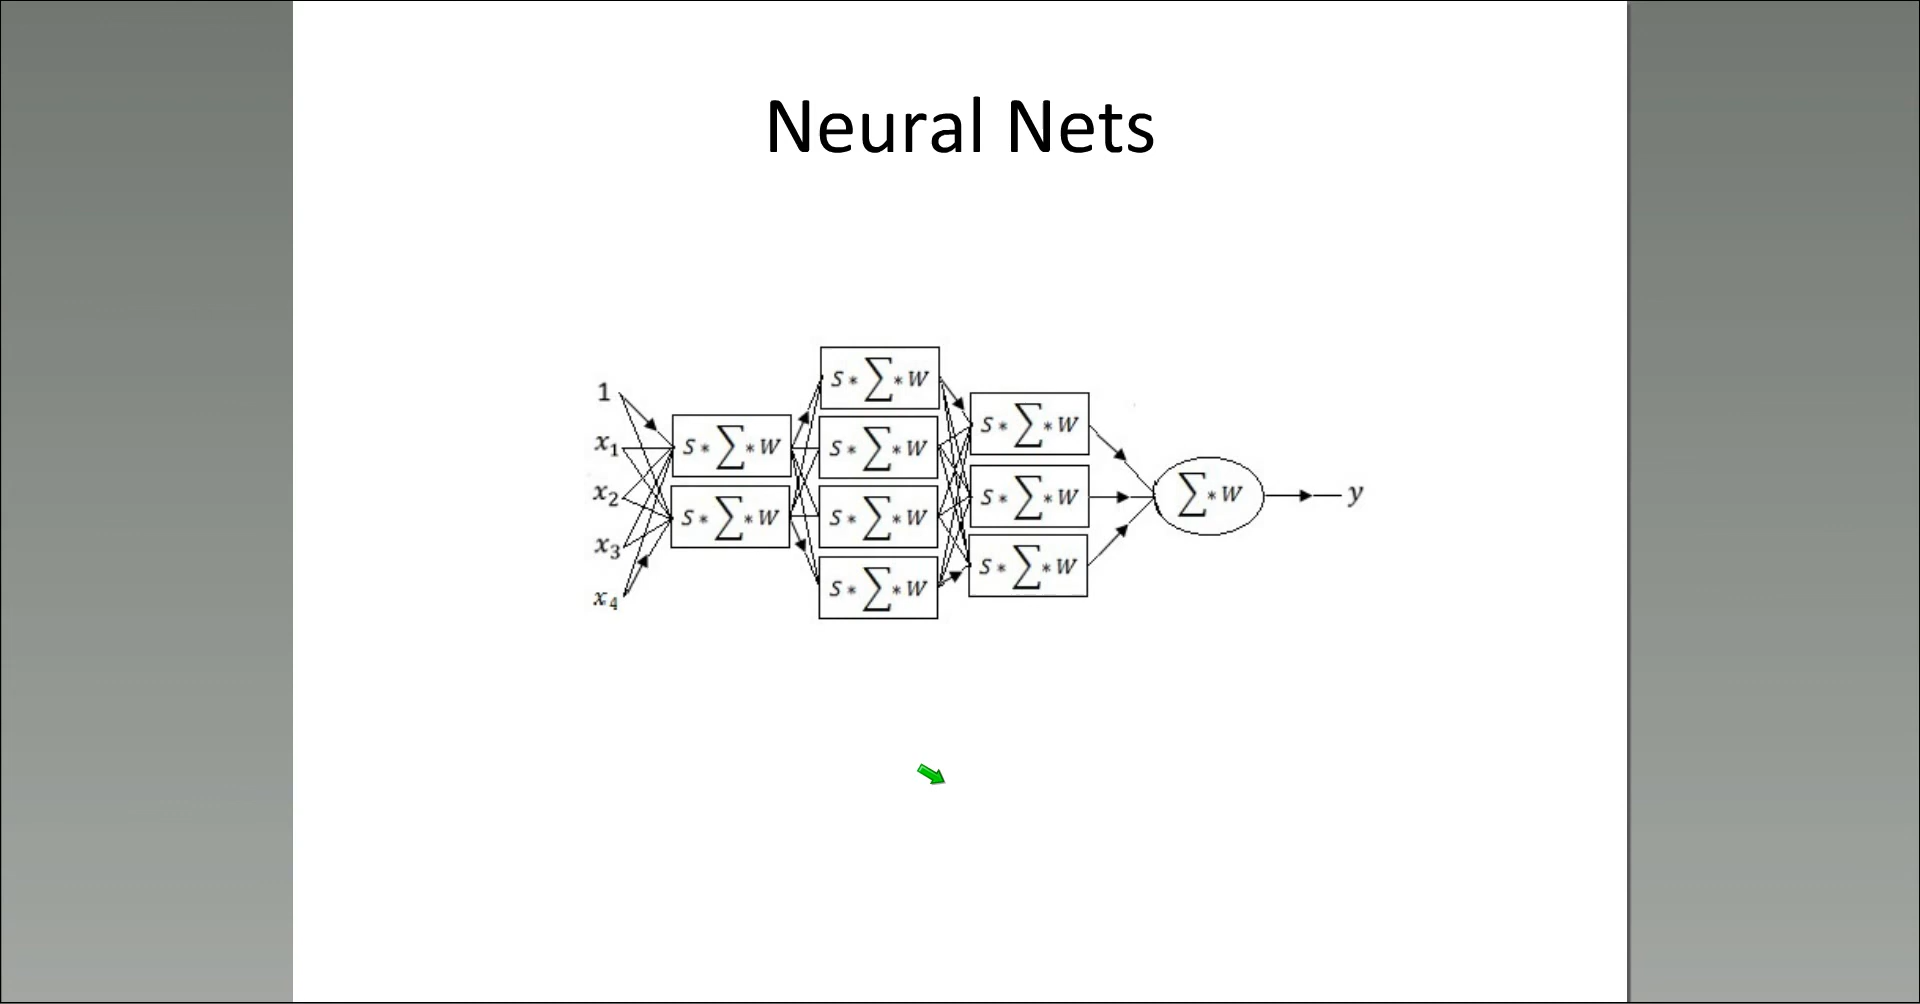 Neural Nets
1
x₁
x₂
x₃
x₄
S * ∑ * W
S * ∑ * W
S * ∑ * W
S * ∑ * W
S * ∑ * W
S * ∑ * W
S * ∑ * W
S * ∑ * W
S * ∑ * W
∑ * W
y